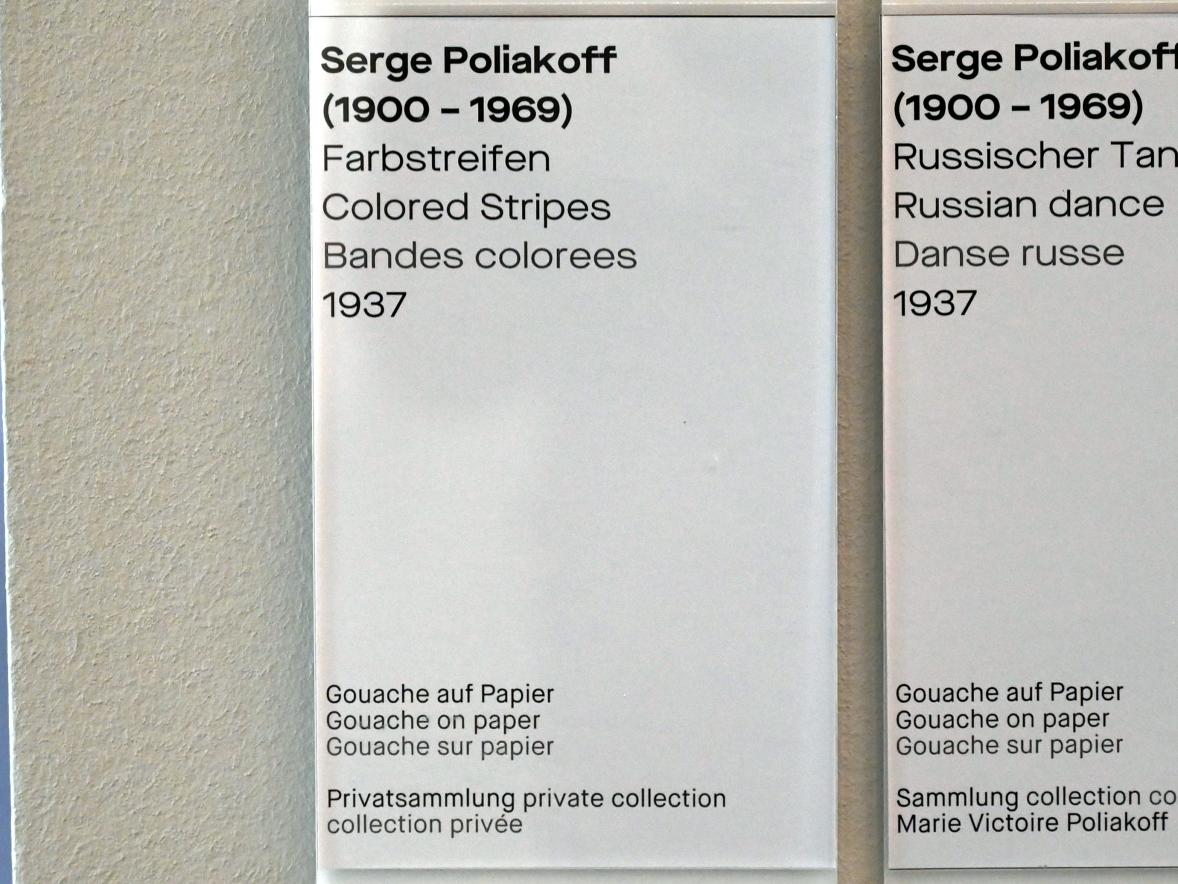 Serge Poliakoff
(1900 – 1969)
Farbstreifen
Colored Stripes
Bandes colorees
1937
Gouache auf Papier
Gouache on paper
Gouache sur papier
Privatsammlung private collection
collection privée
Serge Poliakoff
(1900 – 1969)
Russischer
Russian dance
Danse russe
1937
Gouache auf Papier
Gouache on paper
Gouache sur papier
Sammlung collection
Marie Victoire Poliakoff